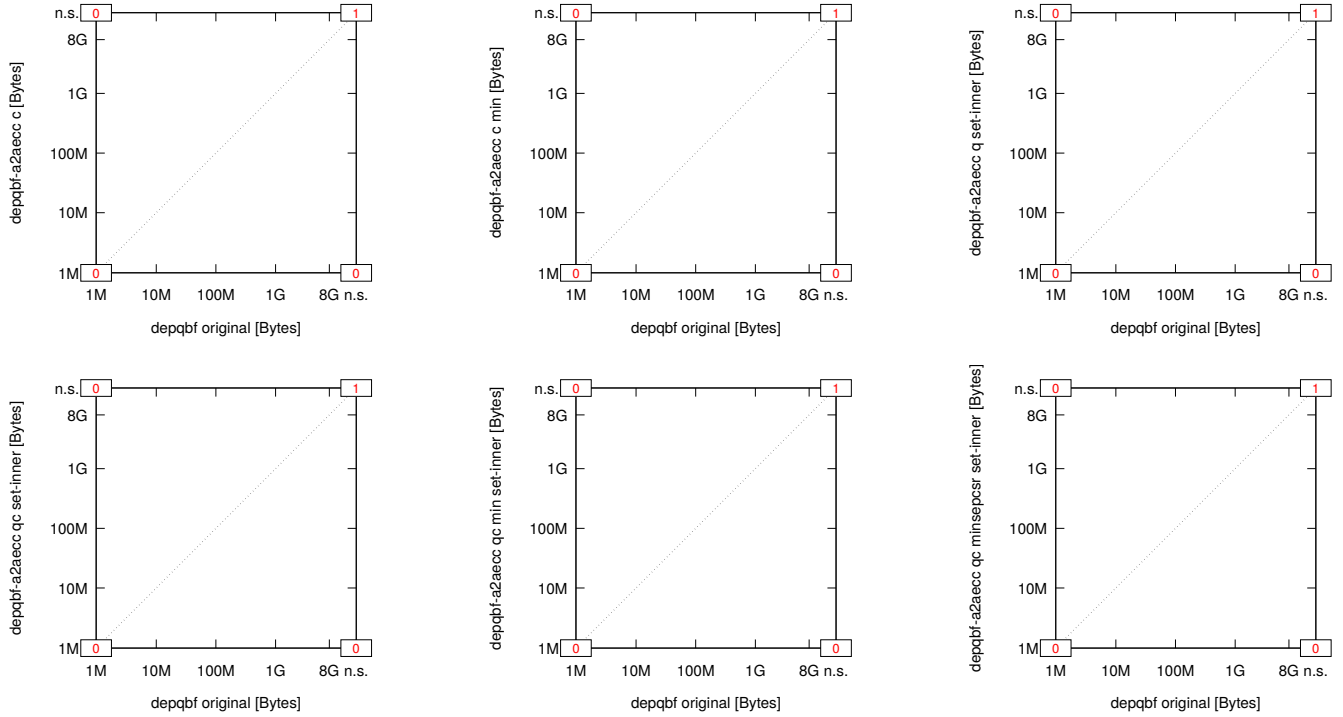 n.s. 0 1
8G
1G
100M
10M
1M 0 0
1M 10M 100M 1G 8G n.s.
depqbf original [Bytes]
depqbf-a2aecc c [Bytes]
n.s. 0 1
8G
1G
100M
10M
1M 0 0
1M 10M 100M 1G 8G n.s.
depqbf original [Bytes]
depqbf-a2aecc c min [Bytes]
n.s. 0 1
8G
1G
100M
10M
1M 0 0
1M 10M 100M 1G 8G n.s.
depqbf original [Bytes]
depqbf-a2aecc q set-inner [Bytes]
n.s. 0 1
8G
1G
100M
10M
1M 0 0
1M 10M 100M 1G 8G n.s.
depqbf original [Bytes]
depqbf-a2aecc qc set-inner [Bytes]
n.s. 0 1
8G
1G
100M
10M
1M 0 0
1M 10M 100M 1G 8G n.s.
depqbf original [Bytes]
depqbf-a2aecc qc min set-inner [Bytes]
n.s. 0 1
8G
1G
100M
10M
1M 0 0
1M 10M 100M 1G 8G n.s.
depqbf original [Bytes]
depqbf-a2aecc qc minsepcsr set-inner [Bytes]